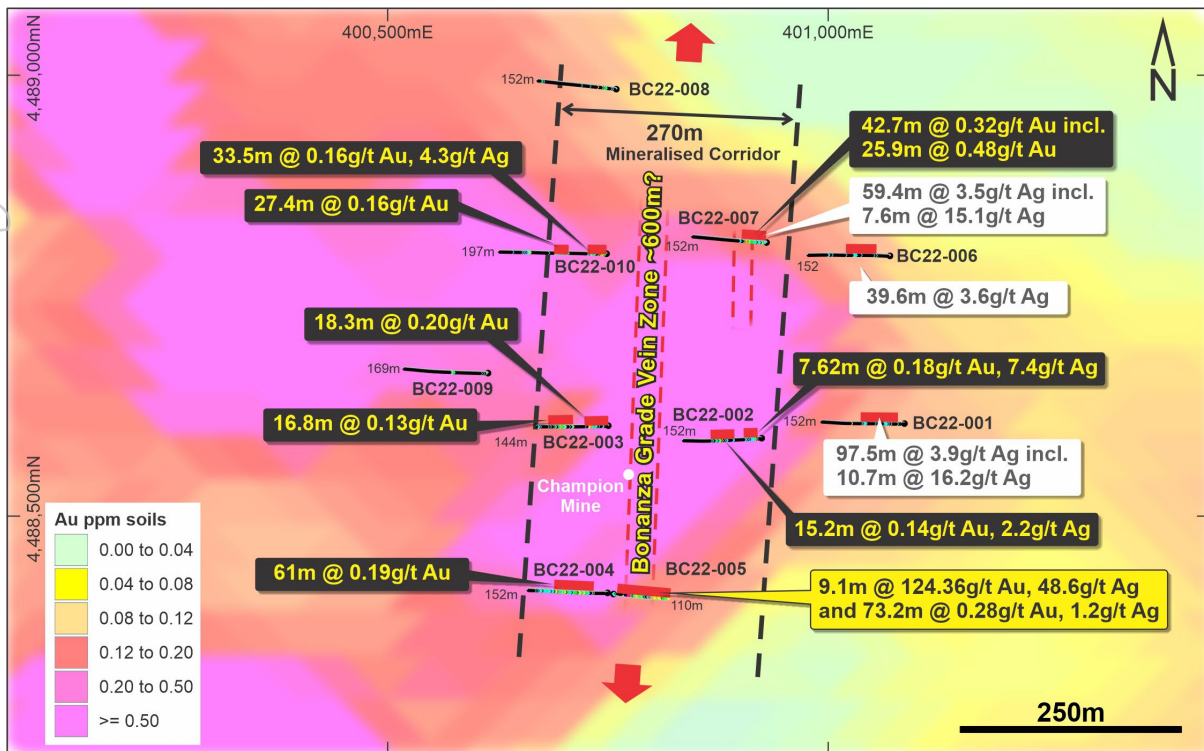 400,500mE
401,000mE
4,489,000mN
4,488,500mN
N
152m
BC22-008
270m
Mineralised Corridor
42.7m @ 0.32g/t Au incl.
25.9m @ 0.48g/t Au
33.5m @ 0.16g/t Au, 4.3g/t Ag
27.4m @ 0.16g/t Au
59.4m @ 3.5g/t Ag incl.
7.6m @ 15.1g/t Ag
BC22-007
152m
197m
BC22-010
152
BC22-006
39.6m @ 3.6g/t Ag
Bonanza Grade Vein Zone ~600m?
18.3m @ 0.20g/t Au
169m
BC22-009
7.62m @ 0.18g/t Au, 7.4g/t Ag
16.8m @ 0.13g/t Au
144m
BC22-003
BC22-002
152m
152m
BC22-001
97.5m @ 3.9g/t Ag incl.
10.7m @ 16.2g/t Ag
Champion
Mine
15.2m @ 0.14g/t Au, 2.2g/t Ag
61m @ 0.19g/t Au
BC22-004
152m
BC22-005
110m
9.1m @ 124.36g/t Au, 48.6g/t Ag
and 73.2m @ 0.28g/t Au, 1.2g/t Ag
Au ppm soils
0.00 to 0.04
0.04 to 0.08
0.08 to 0.12
0.12 to 0.20
0.20 to 0.50
>= 0.50
250m